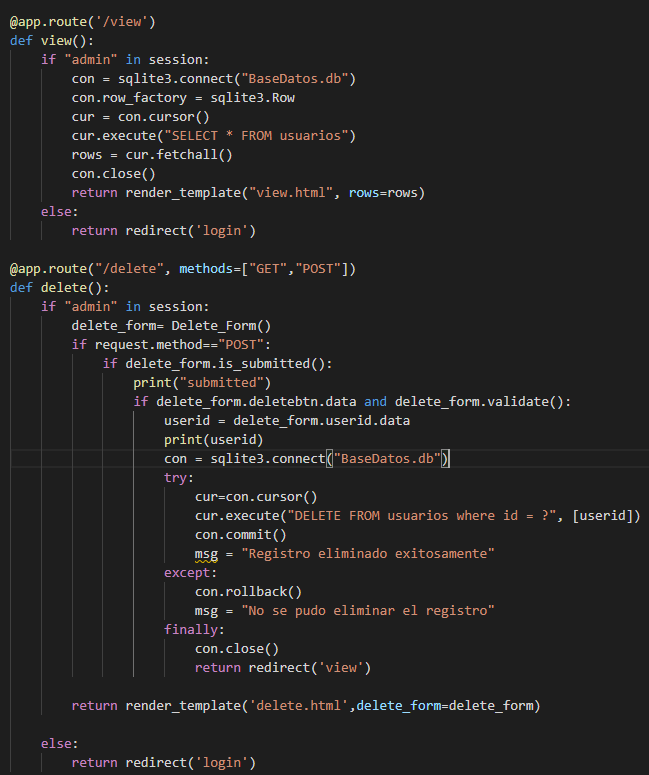 @app.route('/view')
def view():
    if "admin" in session:
        con = sqlite3.connect("BaseDatos.db")
        con.row_factory = sqlite3.Row
        cur = con.cursor()
        cur.execute("SELECT * FROM usuarios")
        rows = cur.fetchall()
        con.close()
        return render_template("view.html", rows=rows)
    else:
        return redirect('login')

@app.route("/delete", methods=["GET","POST"])
def delete():
    if "admin" in session:
        delete_form= Delete_Form()
        if request.method=="POST":
            if delete_form.is_submitted():
                print("submitted")
                if delete_form.deletebtn.data and delete_form.validate():
                    userid = delete_form.userid.data
                    print(userid)
                    con = sqlite3.connect("BaseDatos.db")
                    try:
                        cur=con.cursor()
                        cur.execute("DELETE FROM usuarios where id = ?", [userid])
                        con.commit()
                        msg = "Registro eliminado exitosamente"
                    except:
                        con.rollback()
                        msg = "No se pudo eliminar el registro"
                    finally:
                        con.close()
                        return redirect('view')

        return render_template('delete.html',delete_form=delete_form)

    else:
        return redirect('login')